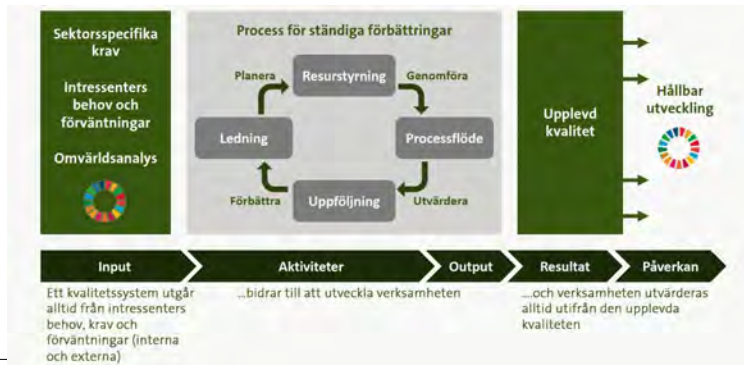 Sektorsspecifika
krav
Intressenters
behov och
förväntningar
Omvärldsanalys
Process för ständiga förbättringar
Planera
Resursstyrning
Genomföra
Ledning
Processflöde
Förbättra
Uppföljning
Utvärdera
Upplevd
kvalitet
Hållbar
utveckling
Input
Aktiviteter
Output
Resultat
Påverkan
Ett kvalitetssystem utgår
alltid från intressenters
behov, krav och
förväntningar (interna
och externa)
...bidrar till att utveckla verksamheten
....och verksamheten utvärderas
alltid utifrån den upplevda
kvaliteten